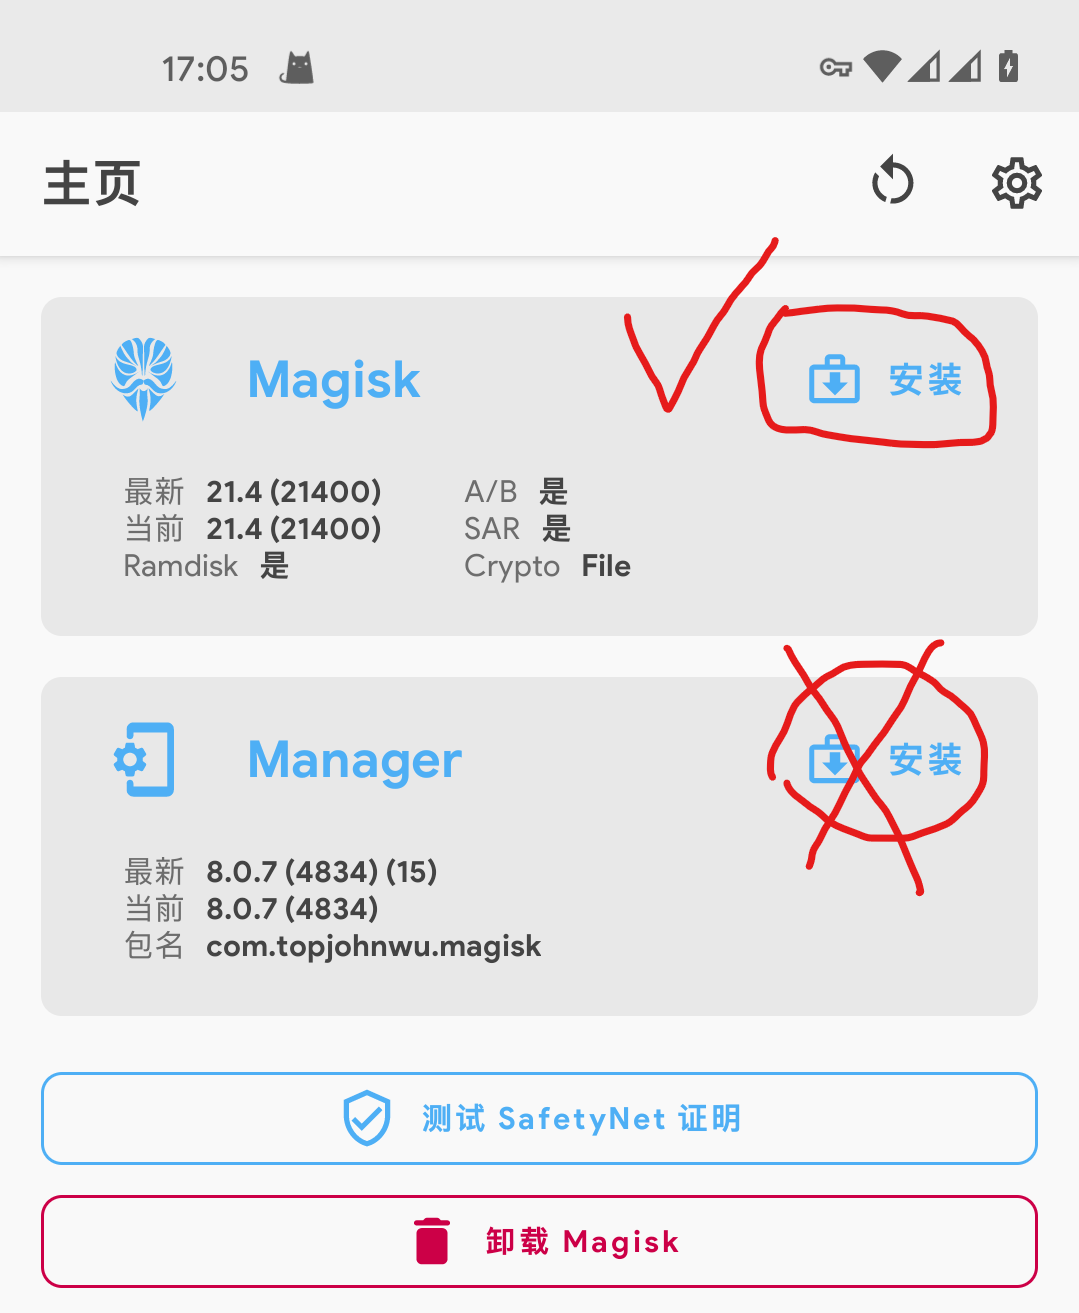 17:05
主页
Magisk 安装
最新 21.4 (21400) A/B 是
当前 21.4 (21400) SAR 是
Ramdisk 是 Crypto File
Manager 安装
最新 8.0.7 (4834) (15)
当前 8.0.7 (4834)
包名 com.topjohnwu.magisk
测试 SafetyNet 证明
卸载 Magisk